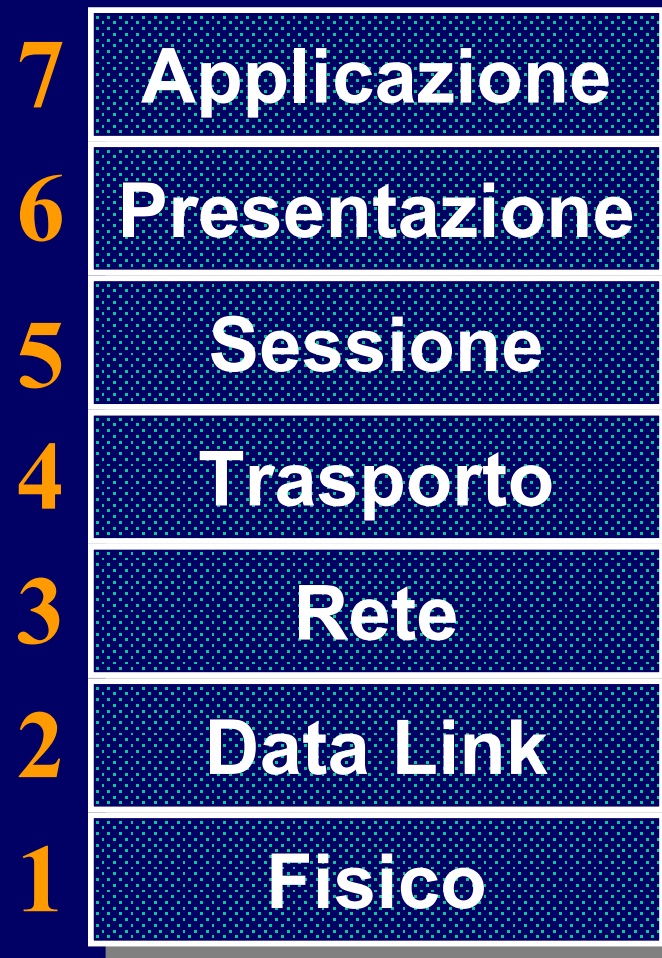 7 Applicazione
6 Presentazione
5 Sessione
4 Trasporto
3 Rete
2 Data Link
1 Fisico